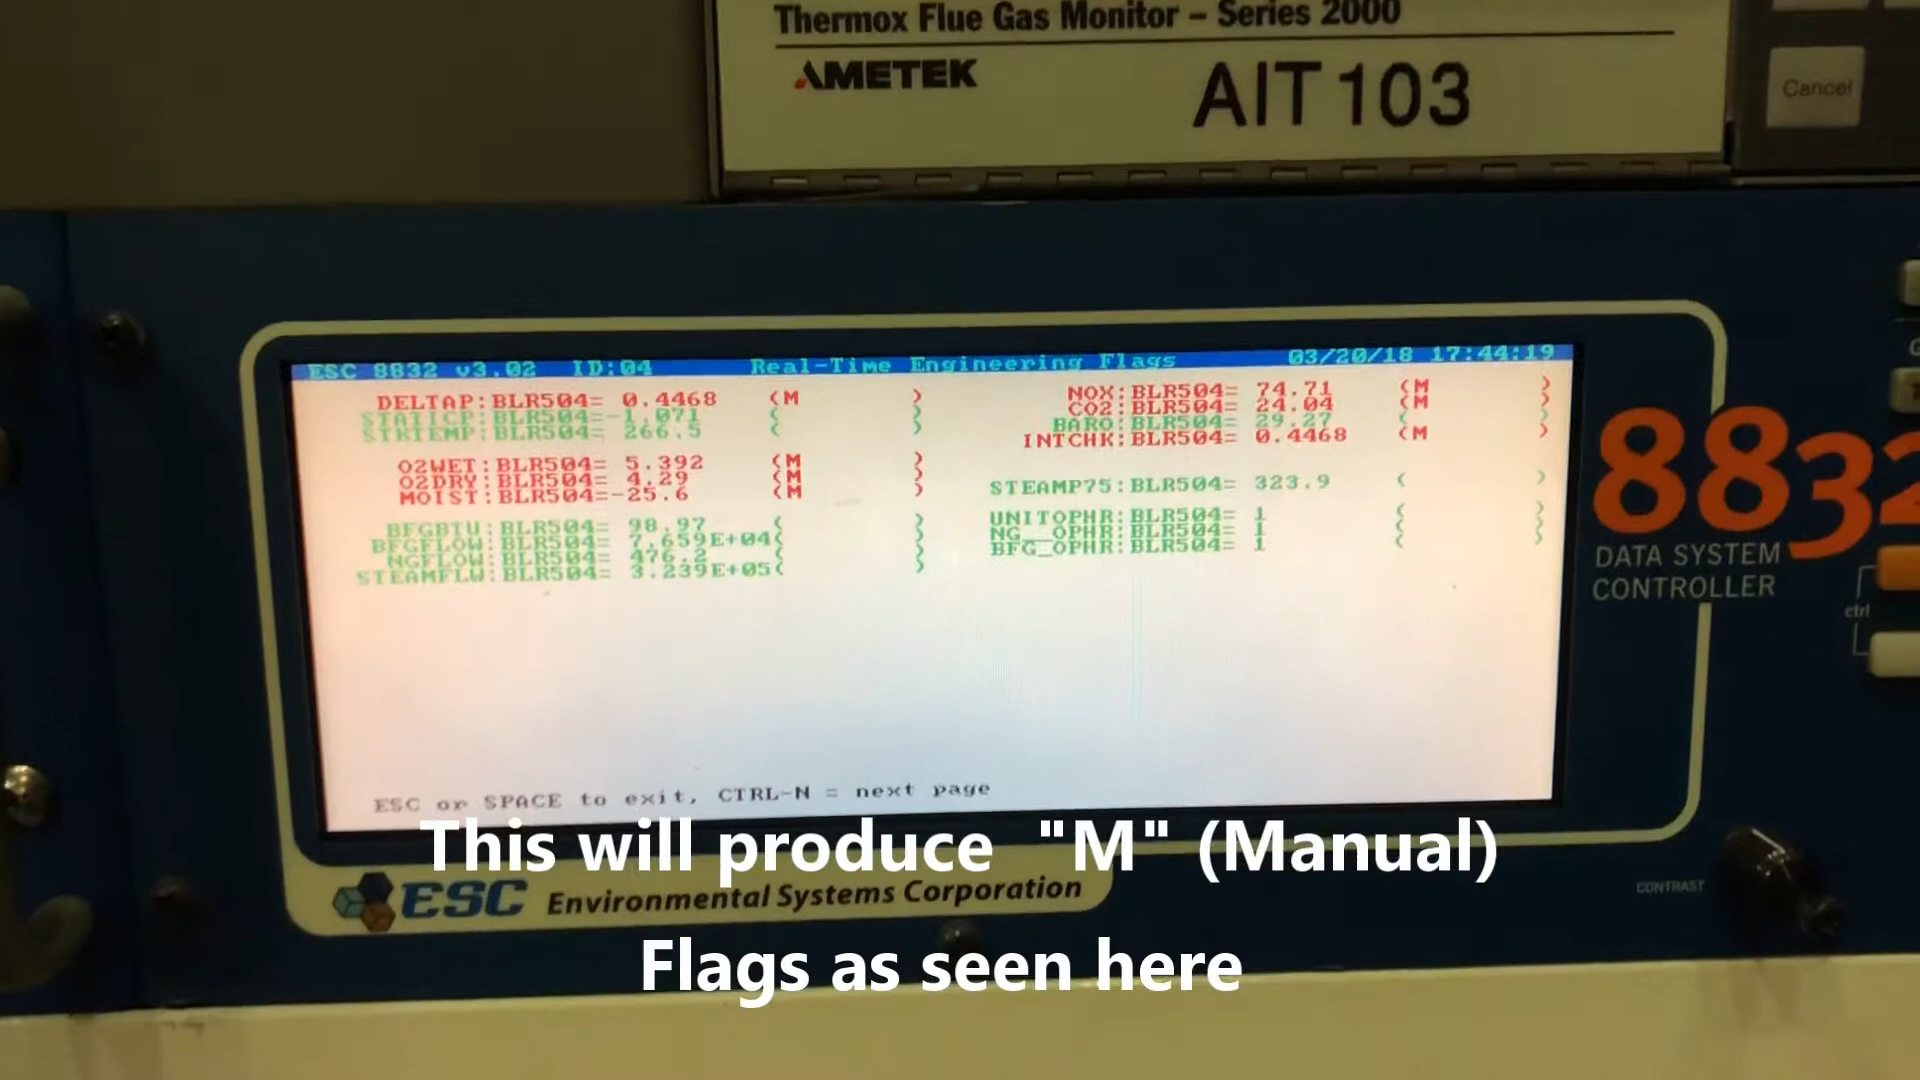 Thermox Flue Gas Monitor – Series 2000
AMETEK
AIT 103
Cancel
ESC 8832 v3.02 ID:04 Real-Time Engineering Flags 03/20/18 17:44:19
DELTAP:BLR504= 0.4468 (M )
STATICP:BLR504=-1.071 ( )
STKTEMP:BLR504= 266.5 ( )
O2WET:BLR504= 5.392 (M )
O2DRY:BLR504= 4.29 (M )
MOIST:BLR504=-25.6 (M )
BFGBTU:BLR504= 98.97 ( )
BFGFLOW:BLR504= 7.659E+04( )
NGFLOW:BLR504= 476.2 ( )
STEAMFLW:BLR504= 3.239E+05( )
NOX:BLR504= 74.71 (M )
CO2:BLR504= 24.04 (M )
BARO:BLR504= 29.27 ( )
INTCHK:BLR504= 0.4468 (M )
STEAMP75:BLR504= 323.9 ( )
UNITOPHR:BLR504= 1 ( )
NG__OPHR:BLR504= 1 ( )
BFG_OPHR:BLR504= 1 ( )
ESC or SPACE to exit, CTRL-N = next page
8832
DATA SYSTEM
CONTROLLER
ctrl
CONTRAST
ESC Environmental Systems Corporation
This will produce "M" (Manual)
Flags as seen here